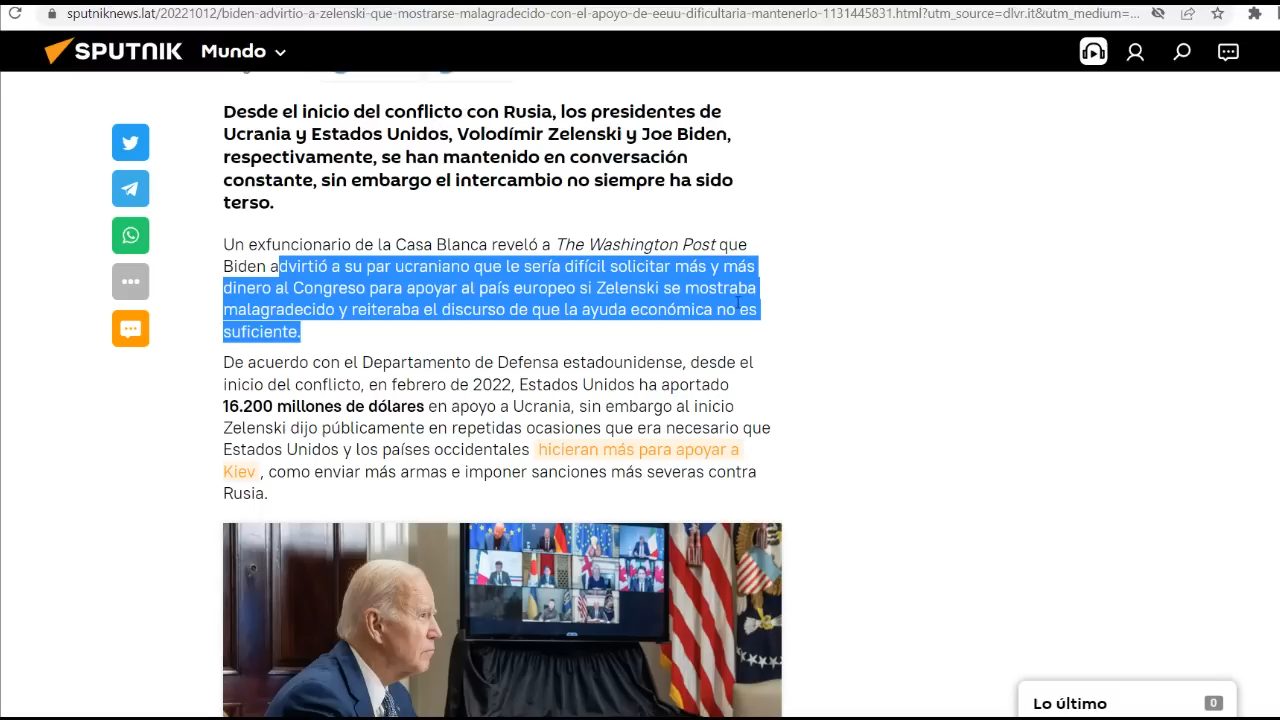 sputniknews.lat/20221012/biden-advirtio-a-zelenski-que-mostrarse-malagradecido-con-el-apoyo-de-eeuu-dificultaria-mantenerlo-1131445831.html?utm_source=dlvr.it&utm_medium=...
SPUTNIK Mundo
Desde el inicio del conflicto con Rusia, los presidentes de
Ucrania y Estados Unidos, Volodímir Zelenski y Joe Biden,
respectivamente, se han mantenido en conversación
constante, sin embargo el intercambio no siempre ha sido
terso.
Un exfuncionario de la Casa Blanca reveló a The Washington Post que
Biden advirtió a su par ucraniano que le sería difícil solicitar más y más
dinero al Congreso para apoyar al país europeo si Zelenski se mostraba
malagradecido y reiteraba el discurso de que la ayuda económica no es
suficiente.
De acuerdo con el Departamento de Defensa estadounidense, desde el
inicio del conflicto, en febrero de 2022, Estados Unidos ha aportado
16.200 millones de dólares en apoyo a Ucrania, sin embargo al inicio
Zelenski dijo públicamente en repetidas ocasiones que era necesario que
Estados Unidos y los países occidentales hicieran más para apoyar a
Kiev , como enviar más armas e imponer sanciones más severas contra
Rusia.
Lo último 0